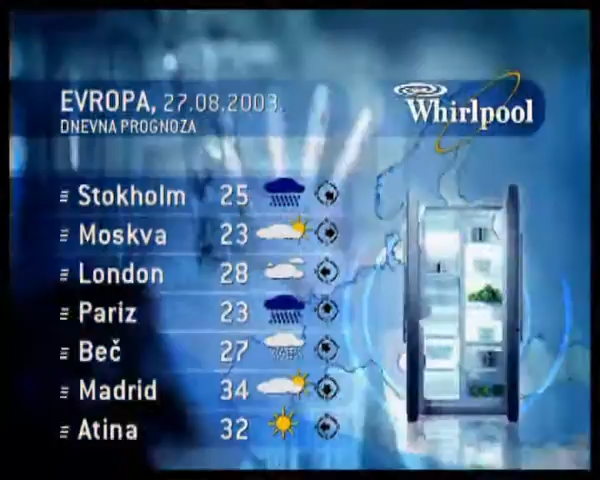 EVROPA, 27.08.2003.
DNEVNA PROGNOZA
Whirlpool
Stokholm 25
Moskva 23
London 28
Pariz 23
Beč 27
Madrid 34
Atina 32